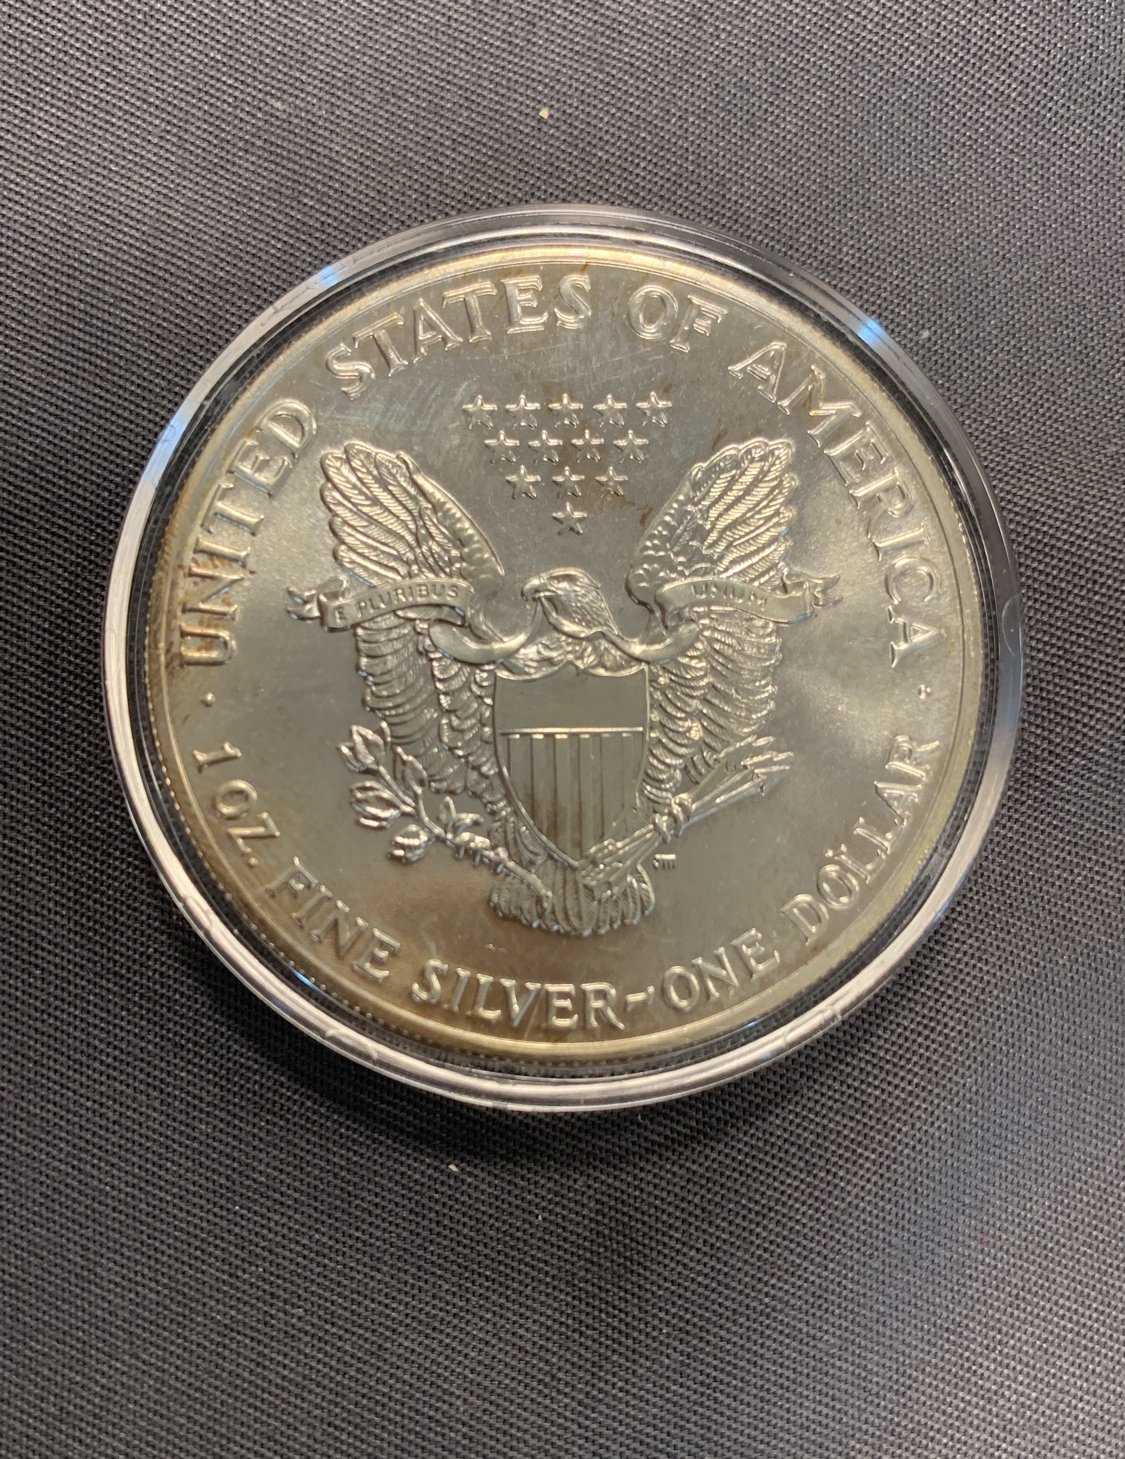 UNITED STATES OF AMERICA
E PLURIBUS UNUM
1 OZ. FINE SILVER~ONE DOLLAR